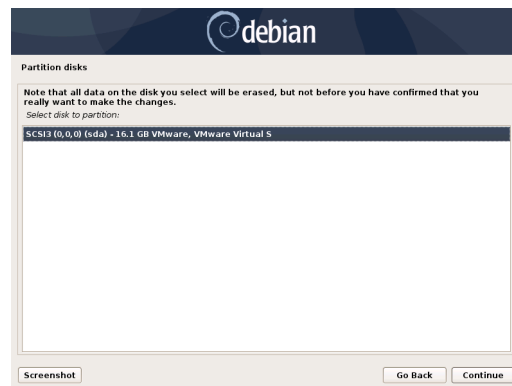 debian
Partition disks
Note that all data on the disk you select will be erased, but not before you have confirmed that you
really want to make the changes.
Select disk to partition:
SCSI3 (0,0,0) (sda) - 16.1 GB VMware, VMware Virtual S
Screenshot
Go Back
Continue